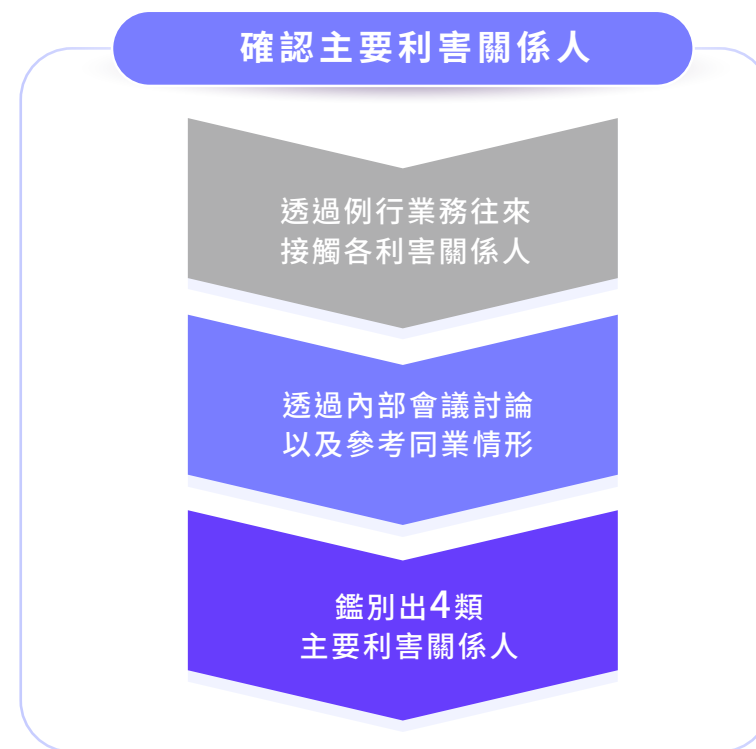 確認主要利害關係人
透過例行業務往來
接觸各利害關係人
透過內部會議討論
以及參考同業情形
鑑別出4類
主要利害關係人